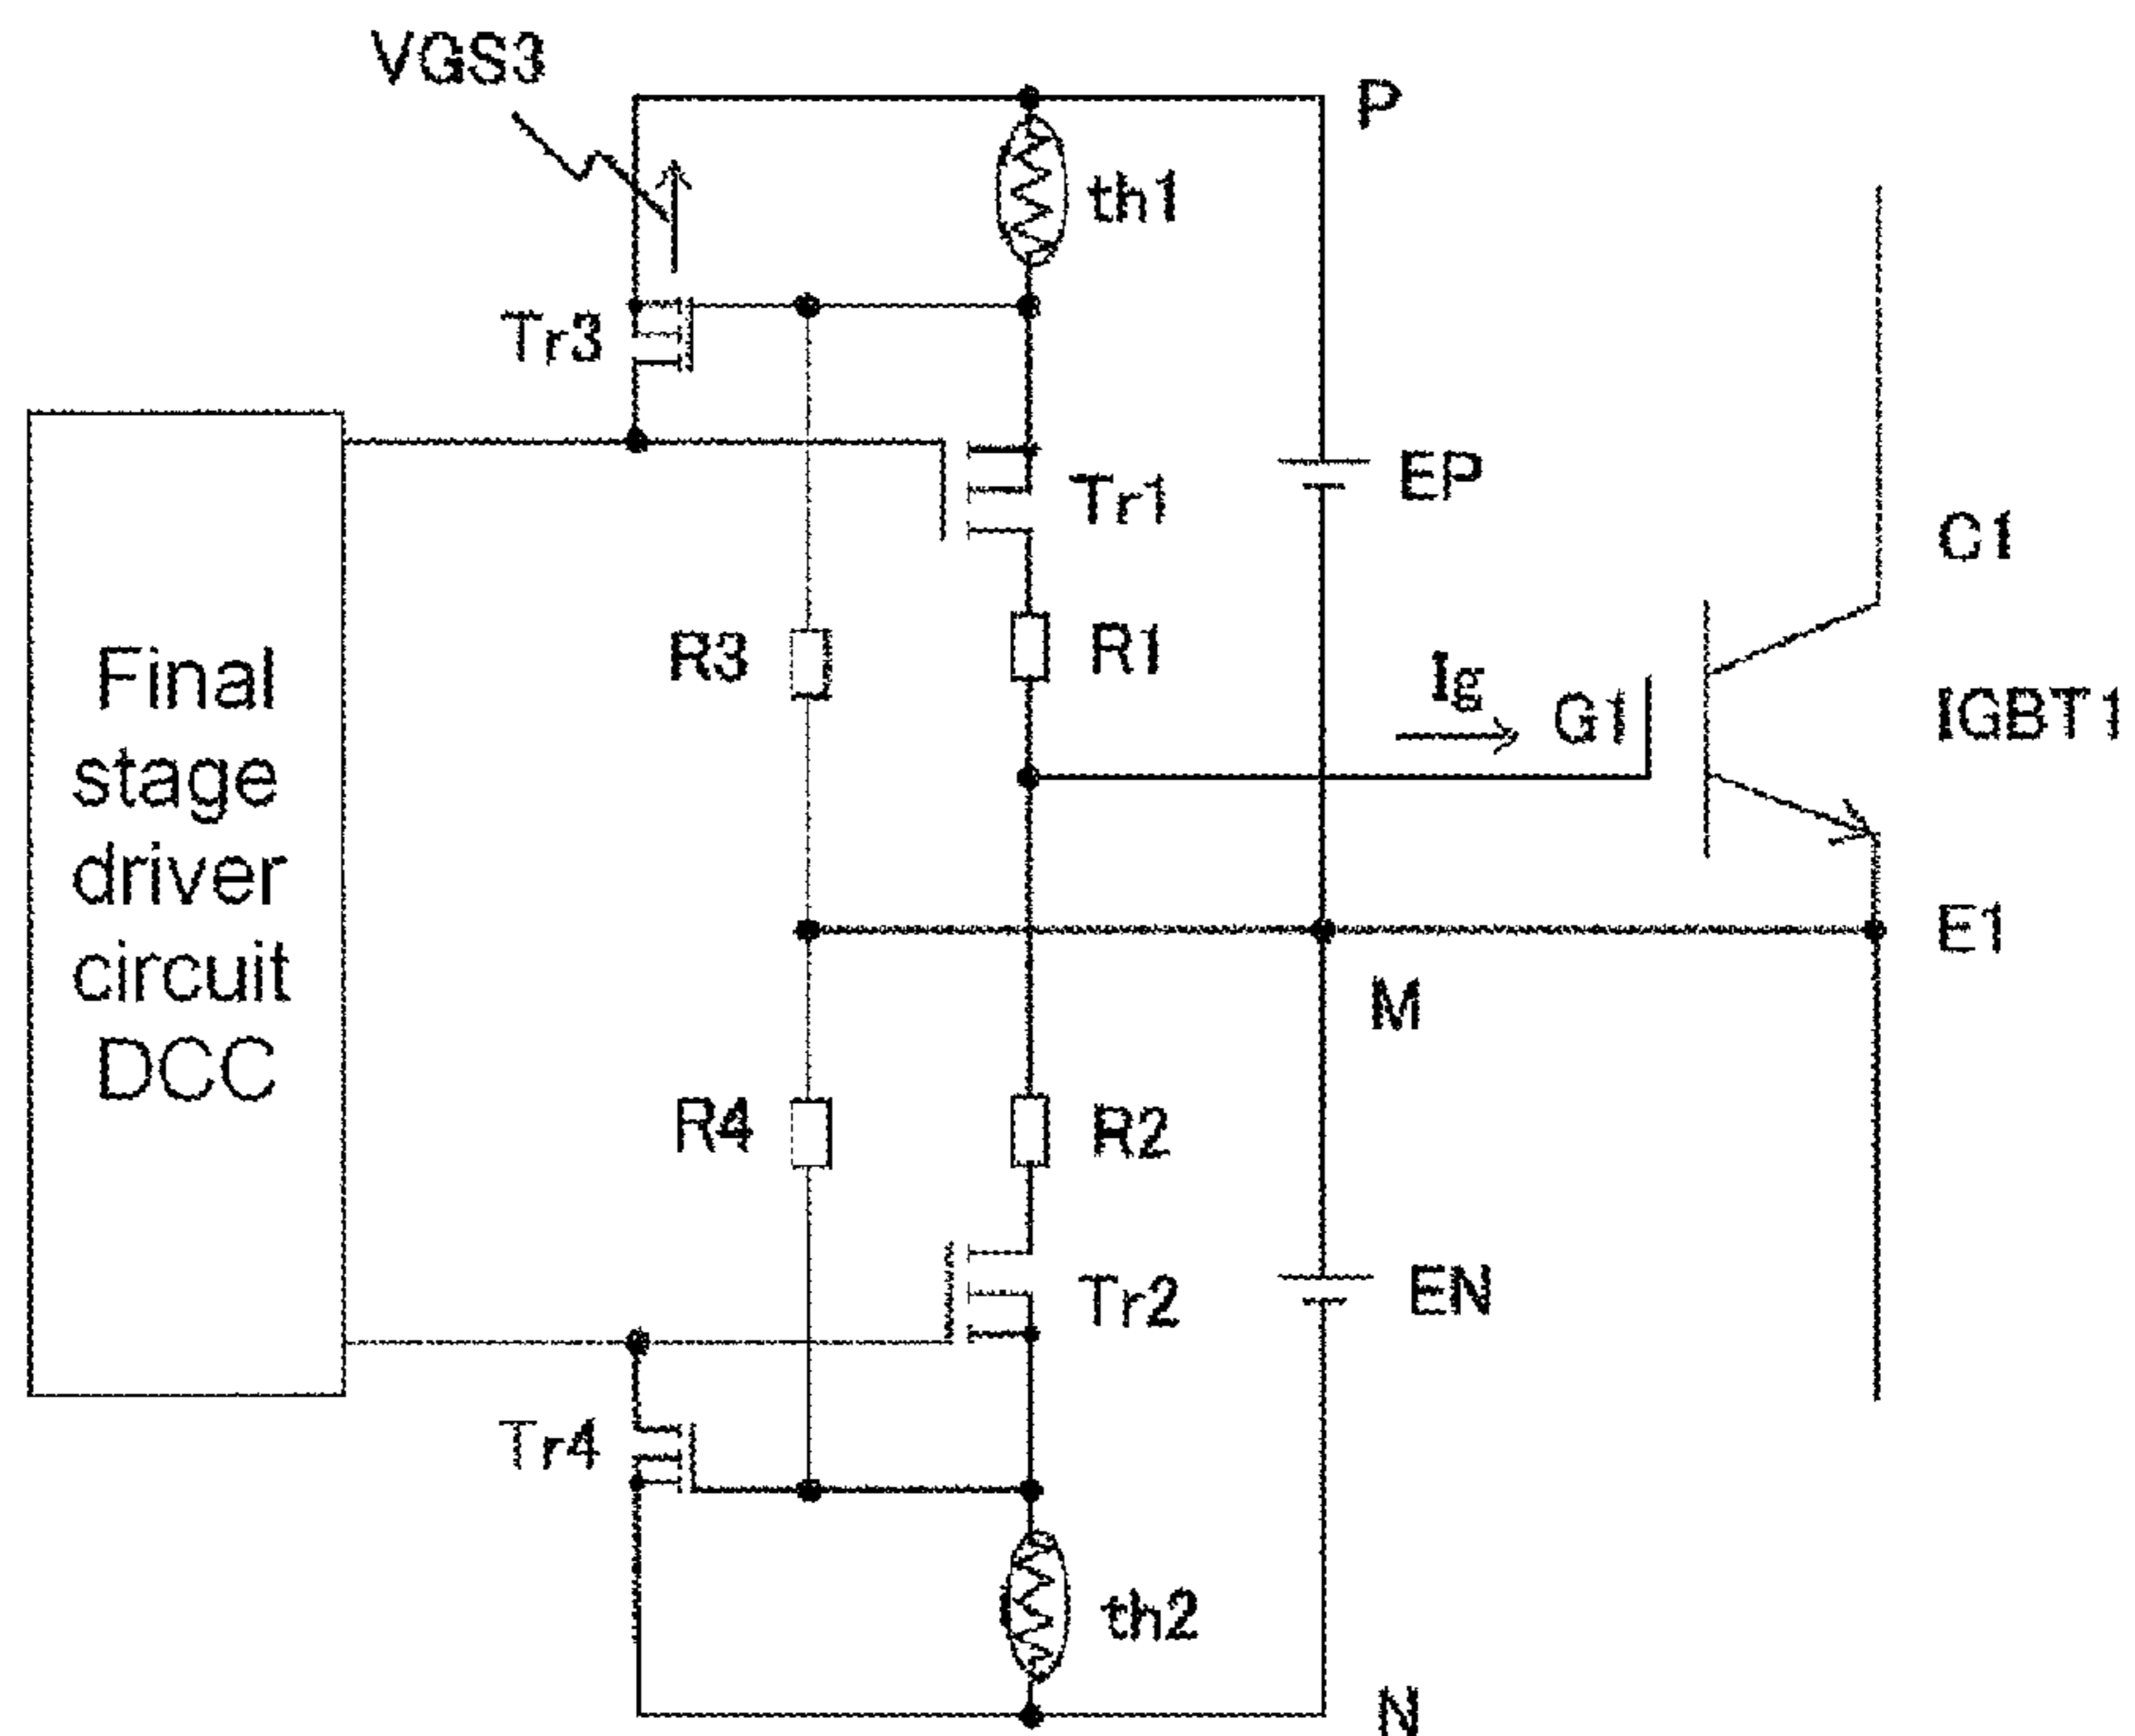 VGS3
P
th1
Tr3
Tr1
EP
C1
Final
stage
driver
circuit
DCC
R3
R1
Ig
G1
IGBT1
E1
M
R4
R2
Tr2
EN
Tr4
th2
N